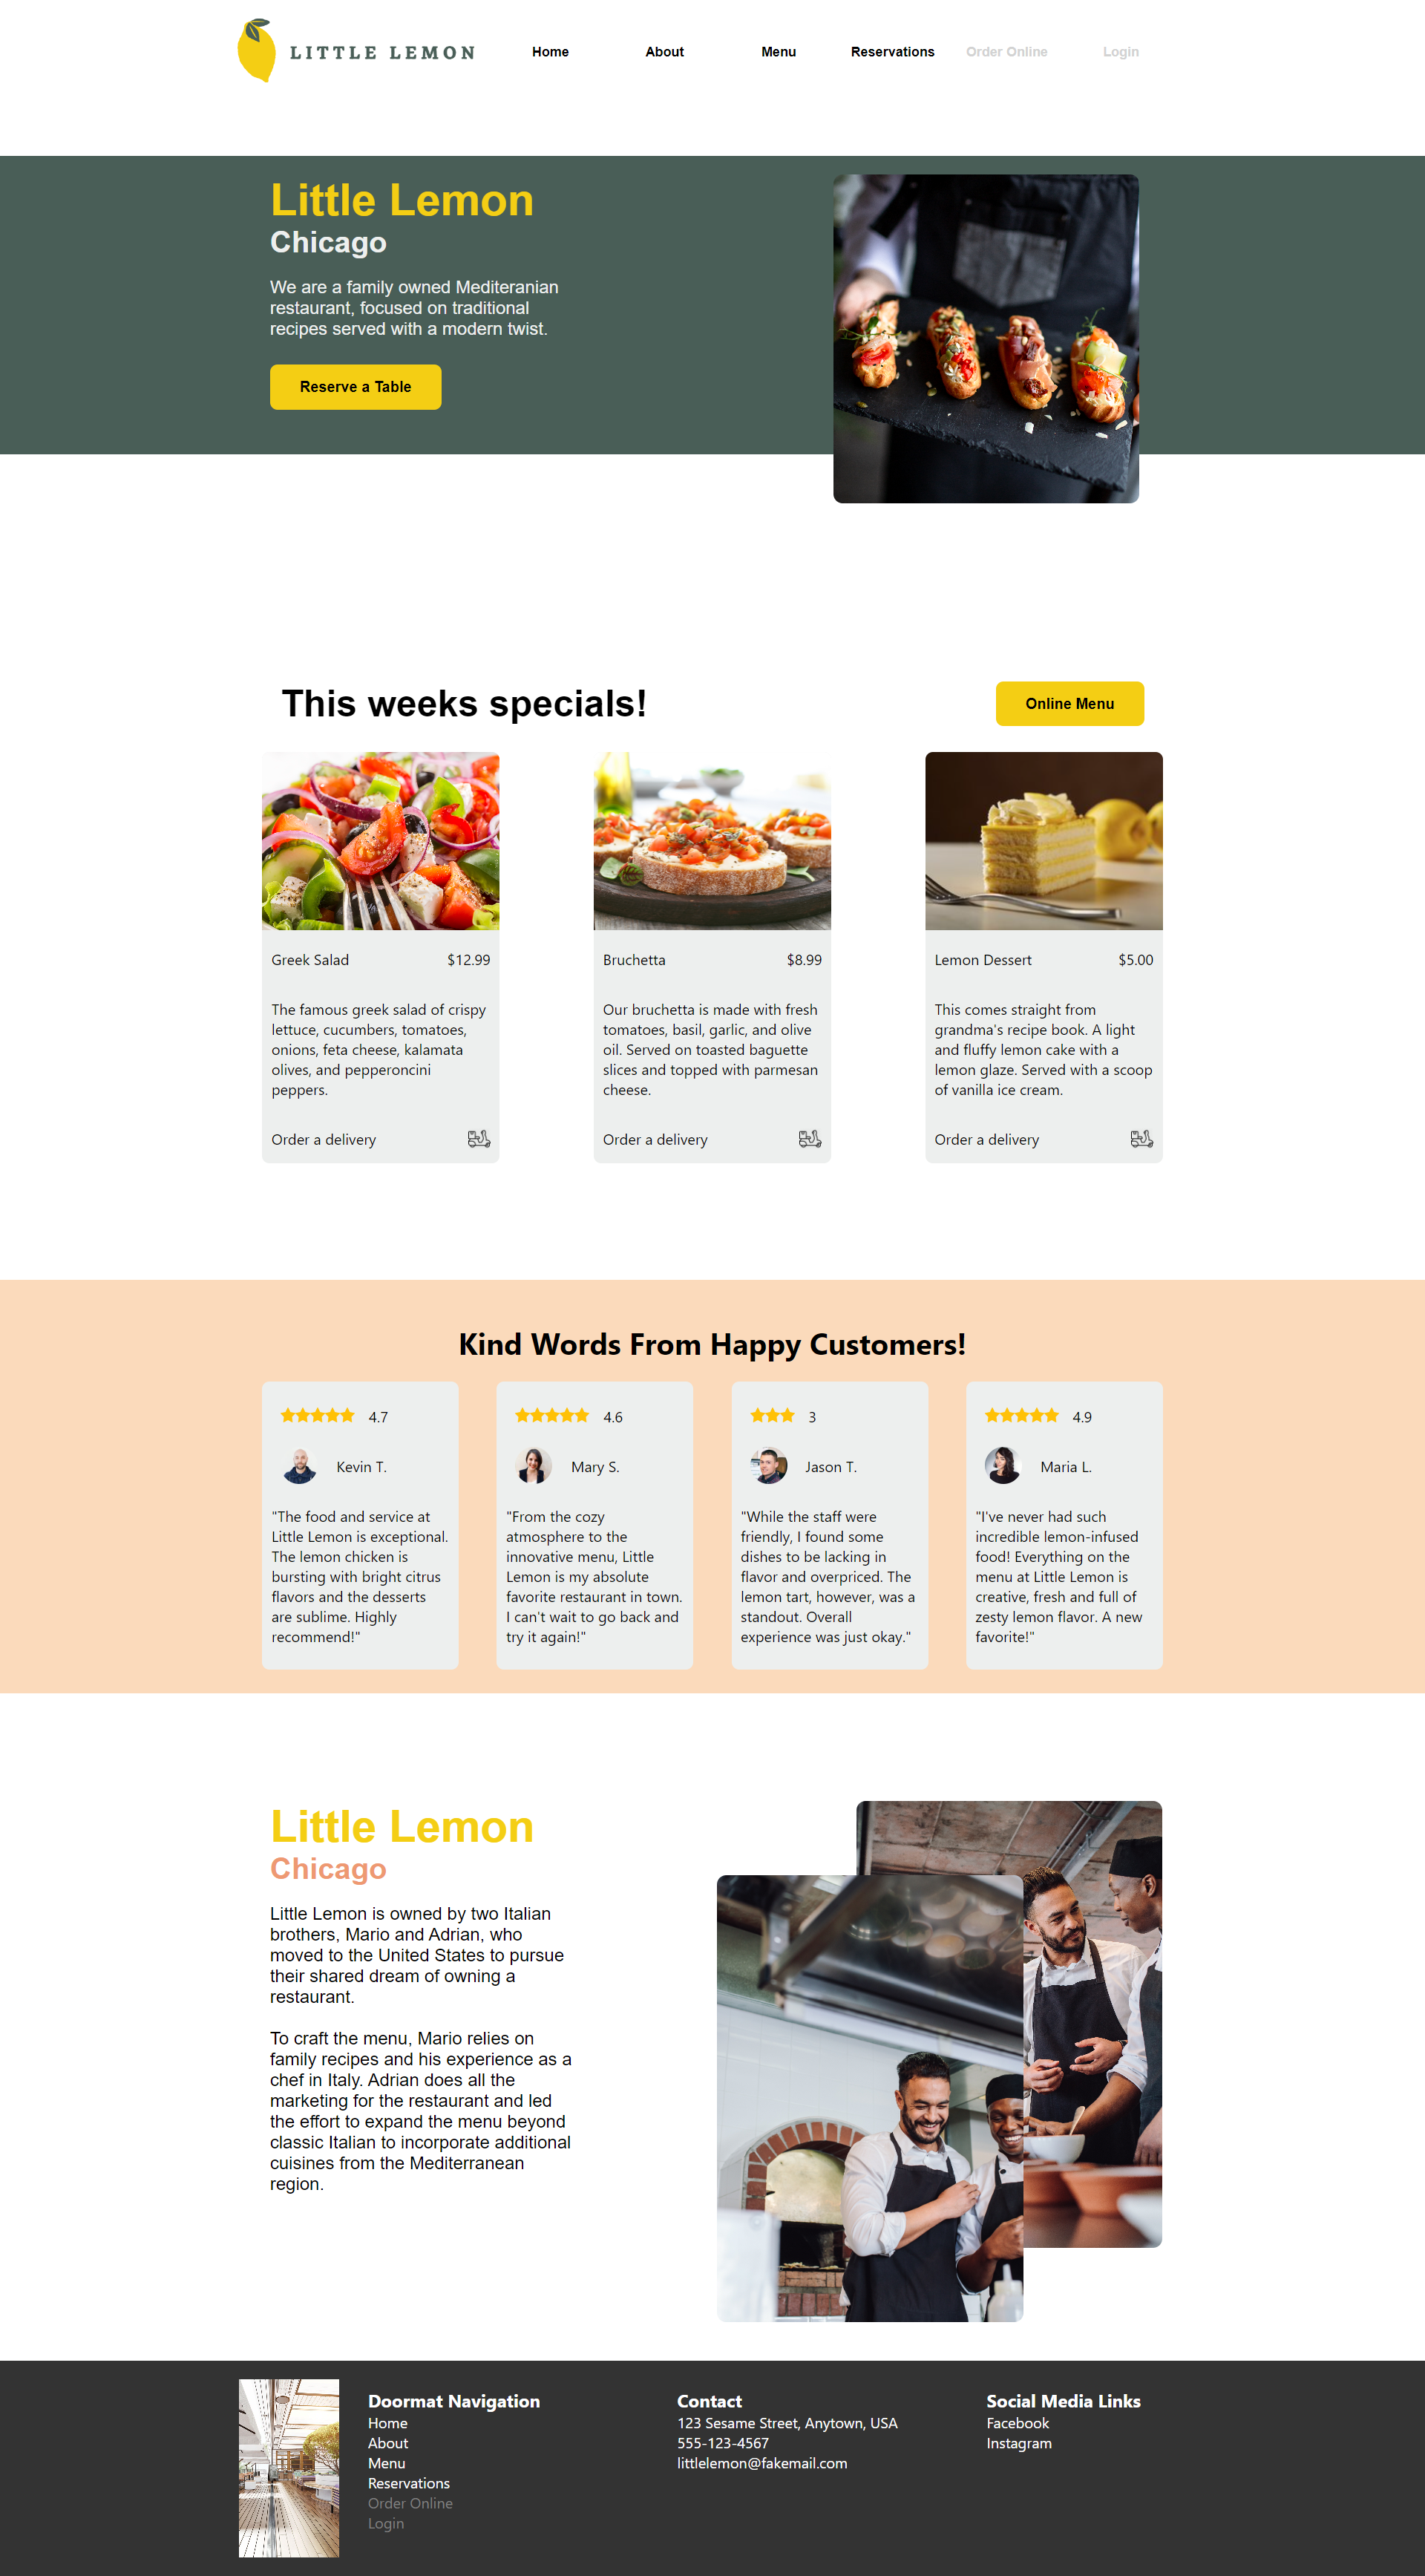 LITTLE LEMON
Home
About
Menu
Reservations
Order Online
Login
Little Lemon
Chicago
We are a family owned Mediteranian
restaurant, focused on traditional
recipes served with a modern twist.
Reserve a Table
This weeks specials!
Online Menu
Greek Salad $12.99
The famous greek salad of crispy
lettuce, cucumbers, tomatoes,
onions, feta cheese, kalamata
olives, and pepperoncini
peppers.
Order a delivery
Bruchetta $8.99
Our bruchetta is made with fresh
tomatoes, basil, garlic, and olive
oil. Served on toasted baguette
slices and topped with parmesan
cheese.
Order a delivery
Lemon Dessert $5.00
This comes straight from
grandma's recipe book. A light
and fluffy lemon cake with a
lemon glaze. Served with a scoop
of vanilla ice cream.
Order a delivery
Kind Words From Happy Customers!
4.7
Kevin T.
"The food and service at
Little Lemon is exceptional.
The lemon chicken is
bursting with bright citrus
flavors and the desserts
are sublime. Highly
recommend!"
4.6
Mary S.
"From the cozy
atmosphere to the
innovative menu, Little
Lemon is my absolute
favorite restaurant in town.
I can't wait to go back and
try it again!"
3
Jason T.
"While the staff were
friendly, I found some
dishes to be lacking in
flavor and overpriced. The
lemon tart, however, was a
standout. Overall
experience was just okay."
4.9
Maria L.
"I've never had such
incredible lemon-infused
food! Everything on the
menu at Little Lemon is
creative, fresh and full of
zesty lemon flavor. A new
favorite!"
Little Lemon
Chicago
Little Lemon is owned by two Italian
brothers, Mario and Adrian, who
moved to the United States to pursue
their shared dream of owning a
restaurant.
To craft the menu, Mario relies on
family recipes and his experience as a
chef in Italy. Adrian does all the
marketing for the restaurant and led
the effort to expand the menu beyond
classic Italian to incorporate additional
cuisines from the Mediterranean
region.
Doormat Navigation
Home
About
Menu
Reservations
Order Online
Login
Contact
123 Sesame Street, Anytown, USA
555-123-4567
littlelemon@fakemail.com
Social Media Links
Facebook
Instagram